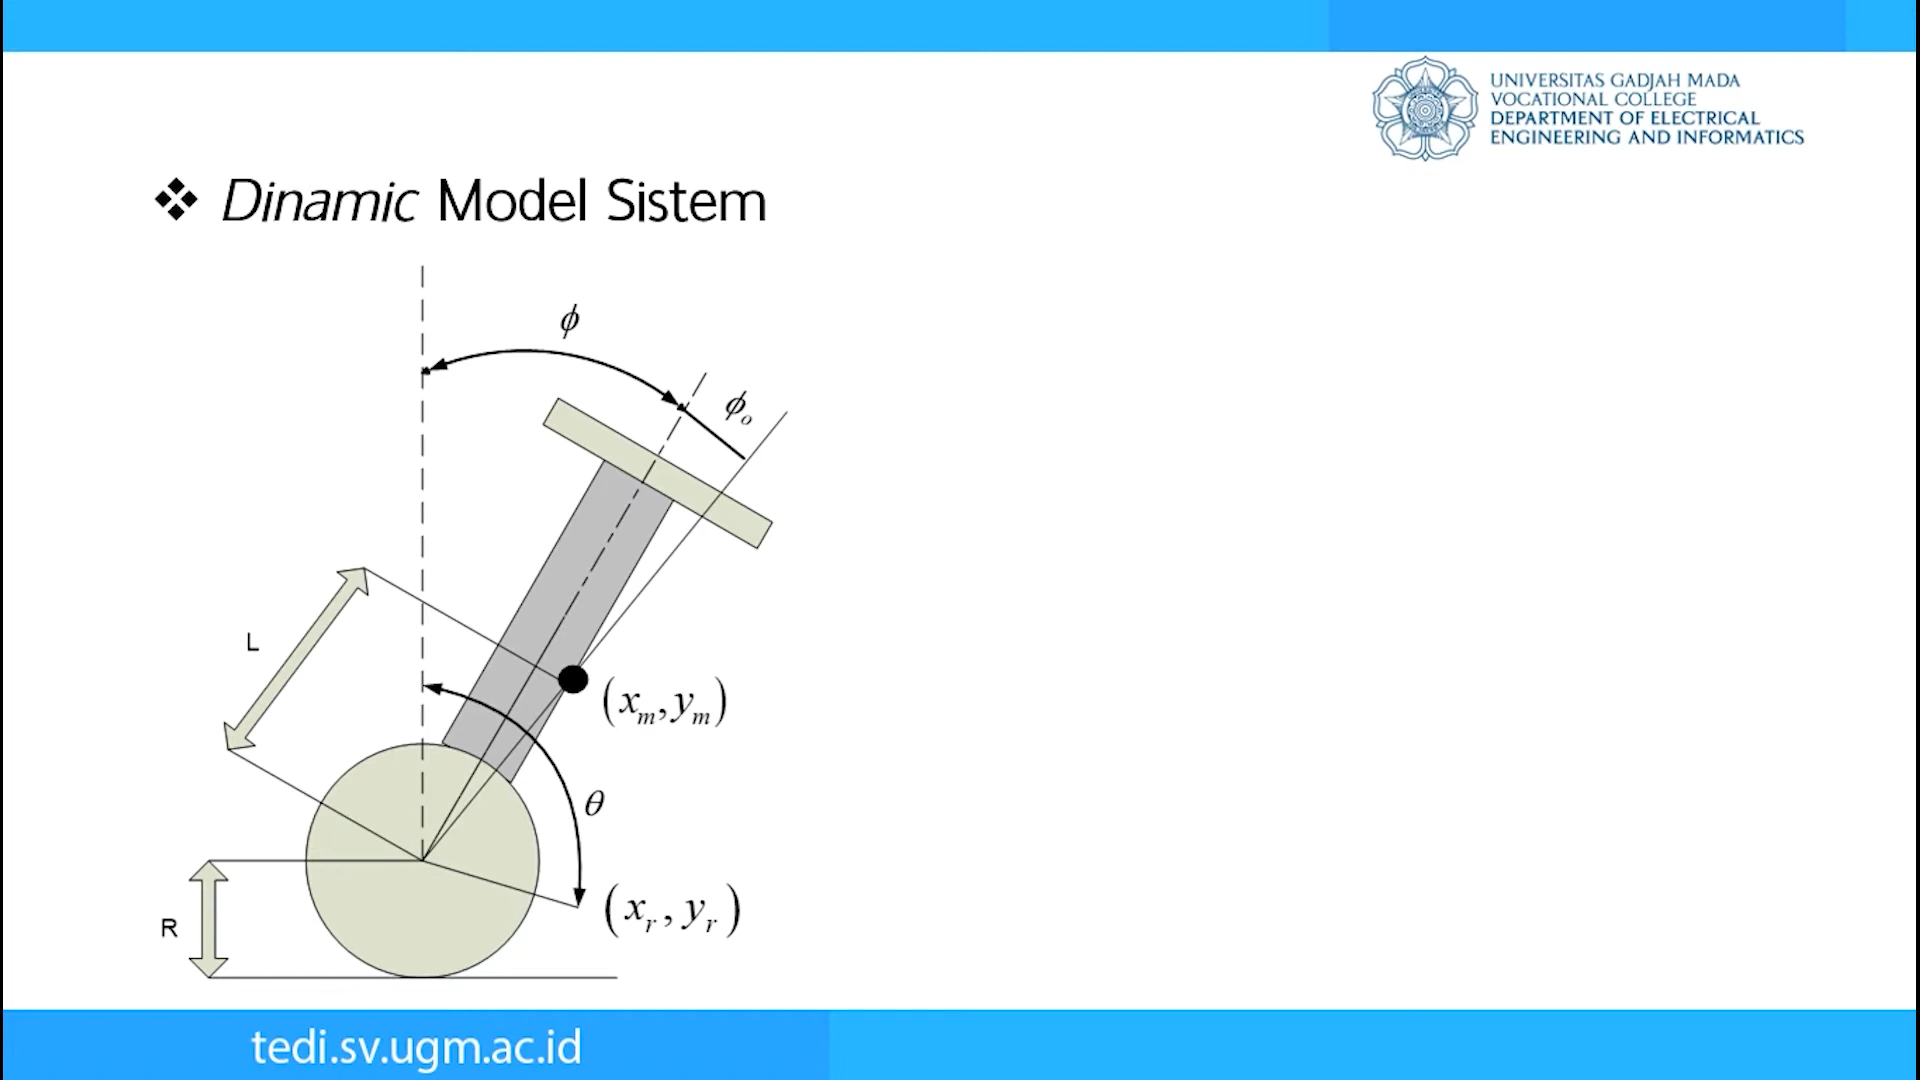 UNIVERSITAS GADJAH MADA
VOCATIONAL COLLEGE
DEPARTMENT OF ELECTRICAL
ENGINEERING AND INFORMATICS
❖ Dinamic Model Sistem
ϕ
ϕₒ
L
(xₘ, yₘ)
θ
R
(xᵣ, yᵣ)
tedi.sv.ugm.ac.id